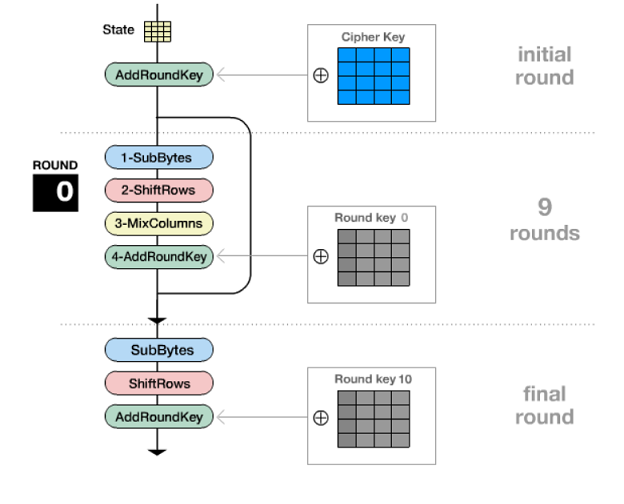 State
Cipher Key
AddRoundKey
⊕
initial
round
ROUND
0
1-SubBytes
2-ShiftRows
3-MixColumns
4-AddRoundKey
Round key 0
⊕
9
rounds
SubBytes
ShiftRows
AddRoundKey
Round key 10
⊕
final
round